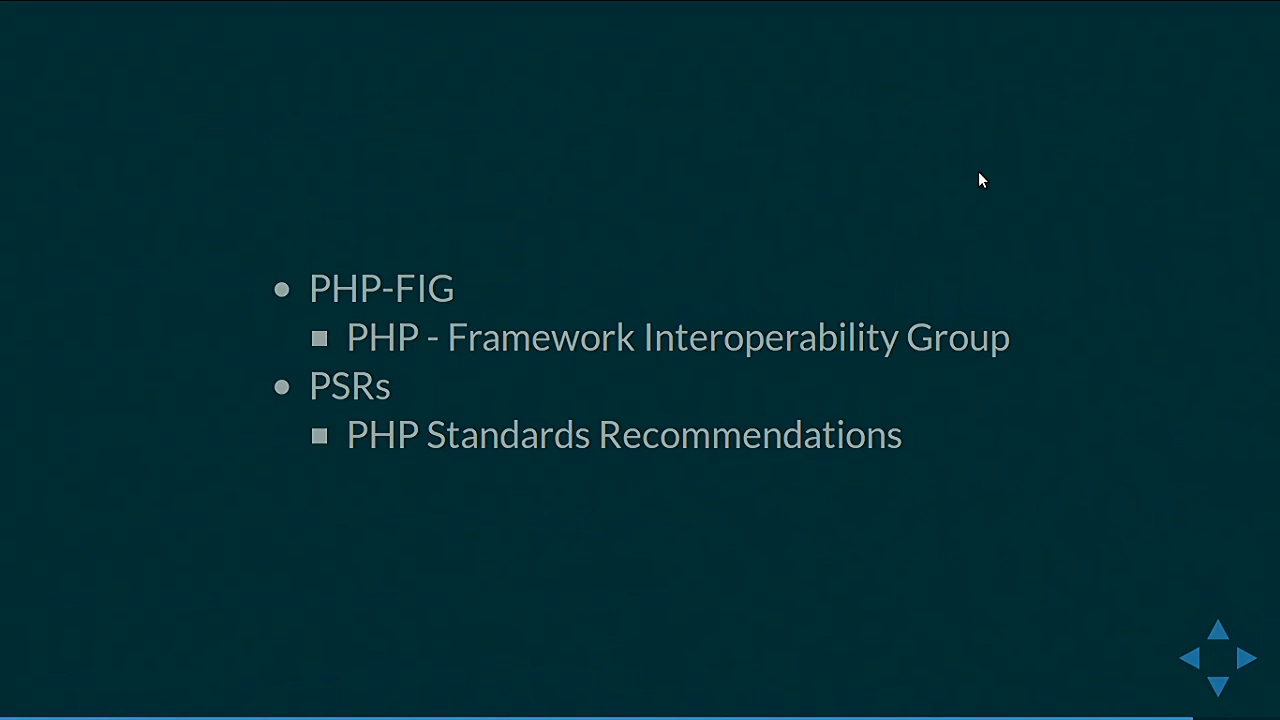 PHP-FIG
PHP - Framework Interoperability Group
PSRs
PHP Standards Recommendations